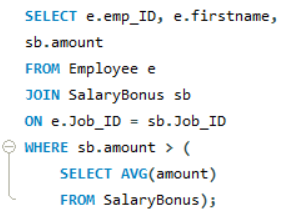 SELECT e.emp_ID, e.firstname,
sb.amount
FROM Employee e
JOIN SalaryBonus sb
ON e.Job_ID = sb.Job_ID
WHERE sb.amount > (
SELECT AVG(amount)
FROM SalaryBonus);